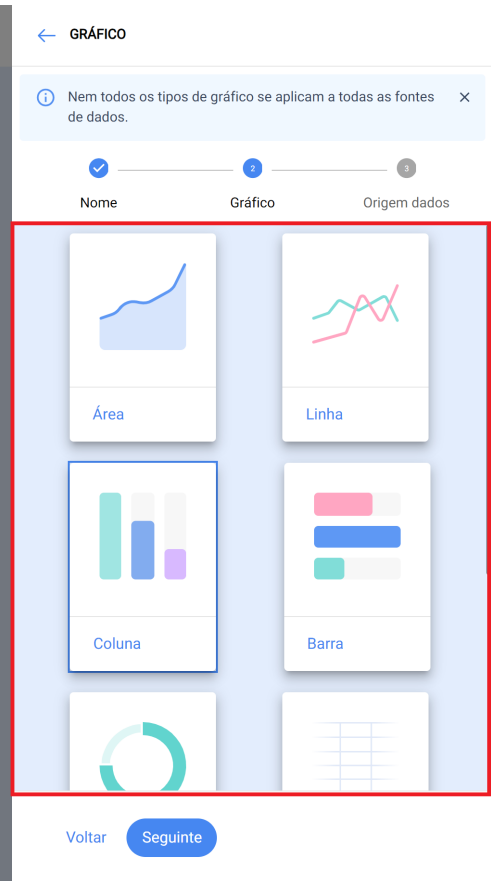 GRÁFICO
Nem todos os tipos de gráfico se aplicam a todas as fontes
de dados.
2
3
Nome
Gráfico
Origem dados
Área
Linha
Coluna
Barra
Voltar
Seguinte